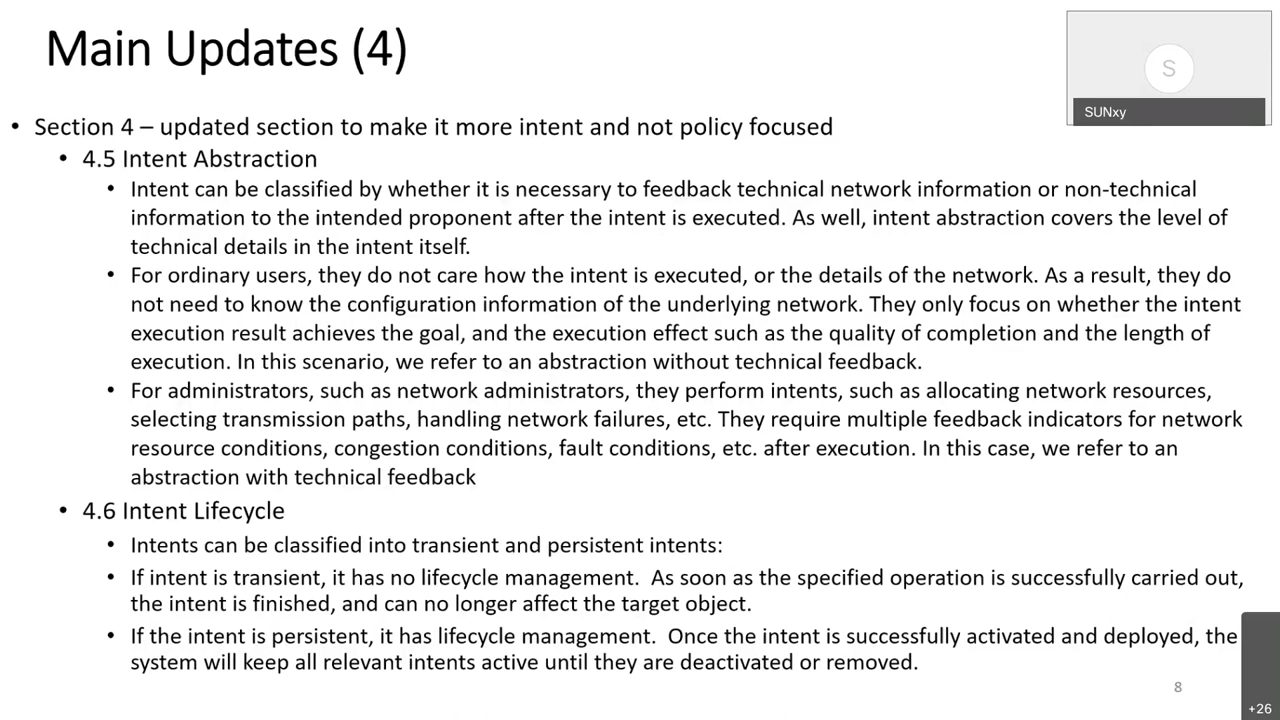 Main Updates (4)
S
SUNxy
• Section 4 – updated section to make it more intent and not policy focused
• 4.5 Intent Abstraction
• Intent can be classified by whether it is necessary to feedback technical network information or non-technical
information to the intended proponent after the intent is executed. As well, intent abstraction covers the level of
technical details in the intent itself.
• For ordinary users, they do not care how the intent is executed, or the details of the network. As a result, they do
not need to know the configuration information of the underlying network. They only focus on whether the intent
execution result achieves the goal, and the execution effect such as the quality of completion and the length of
execution. In this scenario, we refer to an abstraction without technical feedback.
• For administrators, such as network administrators, they perform intents, such as allocating network resources,
selecting transmission paths, handling network failures, etc. They require multiple feedback indicators for network
resource conditions, congestion conditions, fault conditions, etc. after execution. In this case, we refer to an
abstraction with technical feedback
• 4.6 Intent Lifecycle
• Intents can be classified into transient and persistent intents:
• If intent is transient, it has no lifecycle management.  As soon as the specified operation is successfully carried out,
the intent is finished, and can no longer affect the target object.
• If the intent is persistent, it has lifecycle management.  Once the intent is successfully activated and deployed, the
system will keep all relevant intents active until they are deactivated or removed.
8
+26